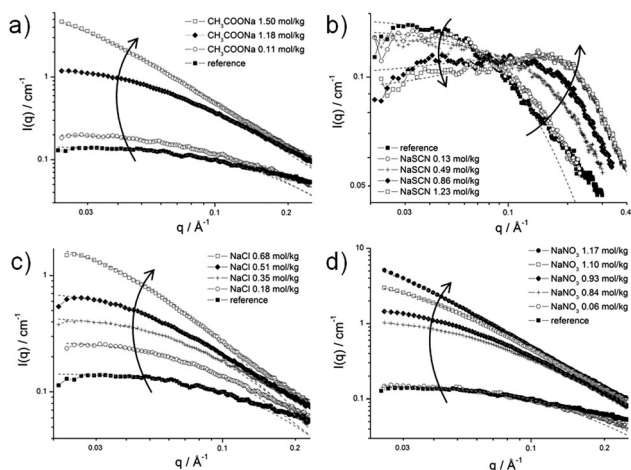 a)
CH₃COONa 1.50 mol/kg
CH₃COONa 1.18 mol/kg
CH₃COONa 0.11 mol/kg
reference
I(q) / cm⁻¹
1
0.1
0.03
0.1
0.2
q / Å⁻¹
b)
reference
NaSCN 0.13 mol/kg
NaSCN 0.49 mol/kg
NaSCN 0.86 mol/kg
NaSCN 1.23 mol/kg
I(q) / cm⁻¹
0.1
0.05
0.03
0.1
0.4
q / Å⁻¹
c)
NaCl 0.68 mol/kg
NaCl 0.51 mol/kg
NaCl 0.35 mol/kg
NaCl 0.18 mol/kg
reference
I(q) / cm⁻¹
1
0.1
0.03
0.1
0.2
q / Å⁻¹
d)
NaNO₃ 1.17 mol/kg
NaNO₃ 1.10 mol/kg
NaNO₃ 0.93 mol/kg
NaNO₃ 0.84 mol/kg
NaNO₃ 0.06 mol/kg
reference
I(q) / cm⁻¹
10
1
0.1
0.03
0.1
0.2
q / Å⁻¹